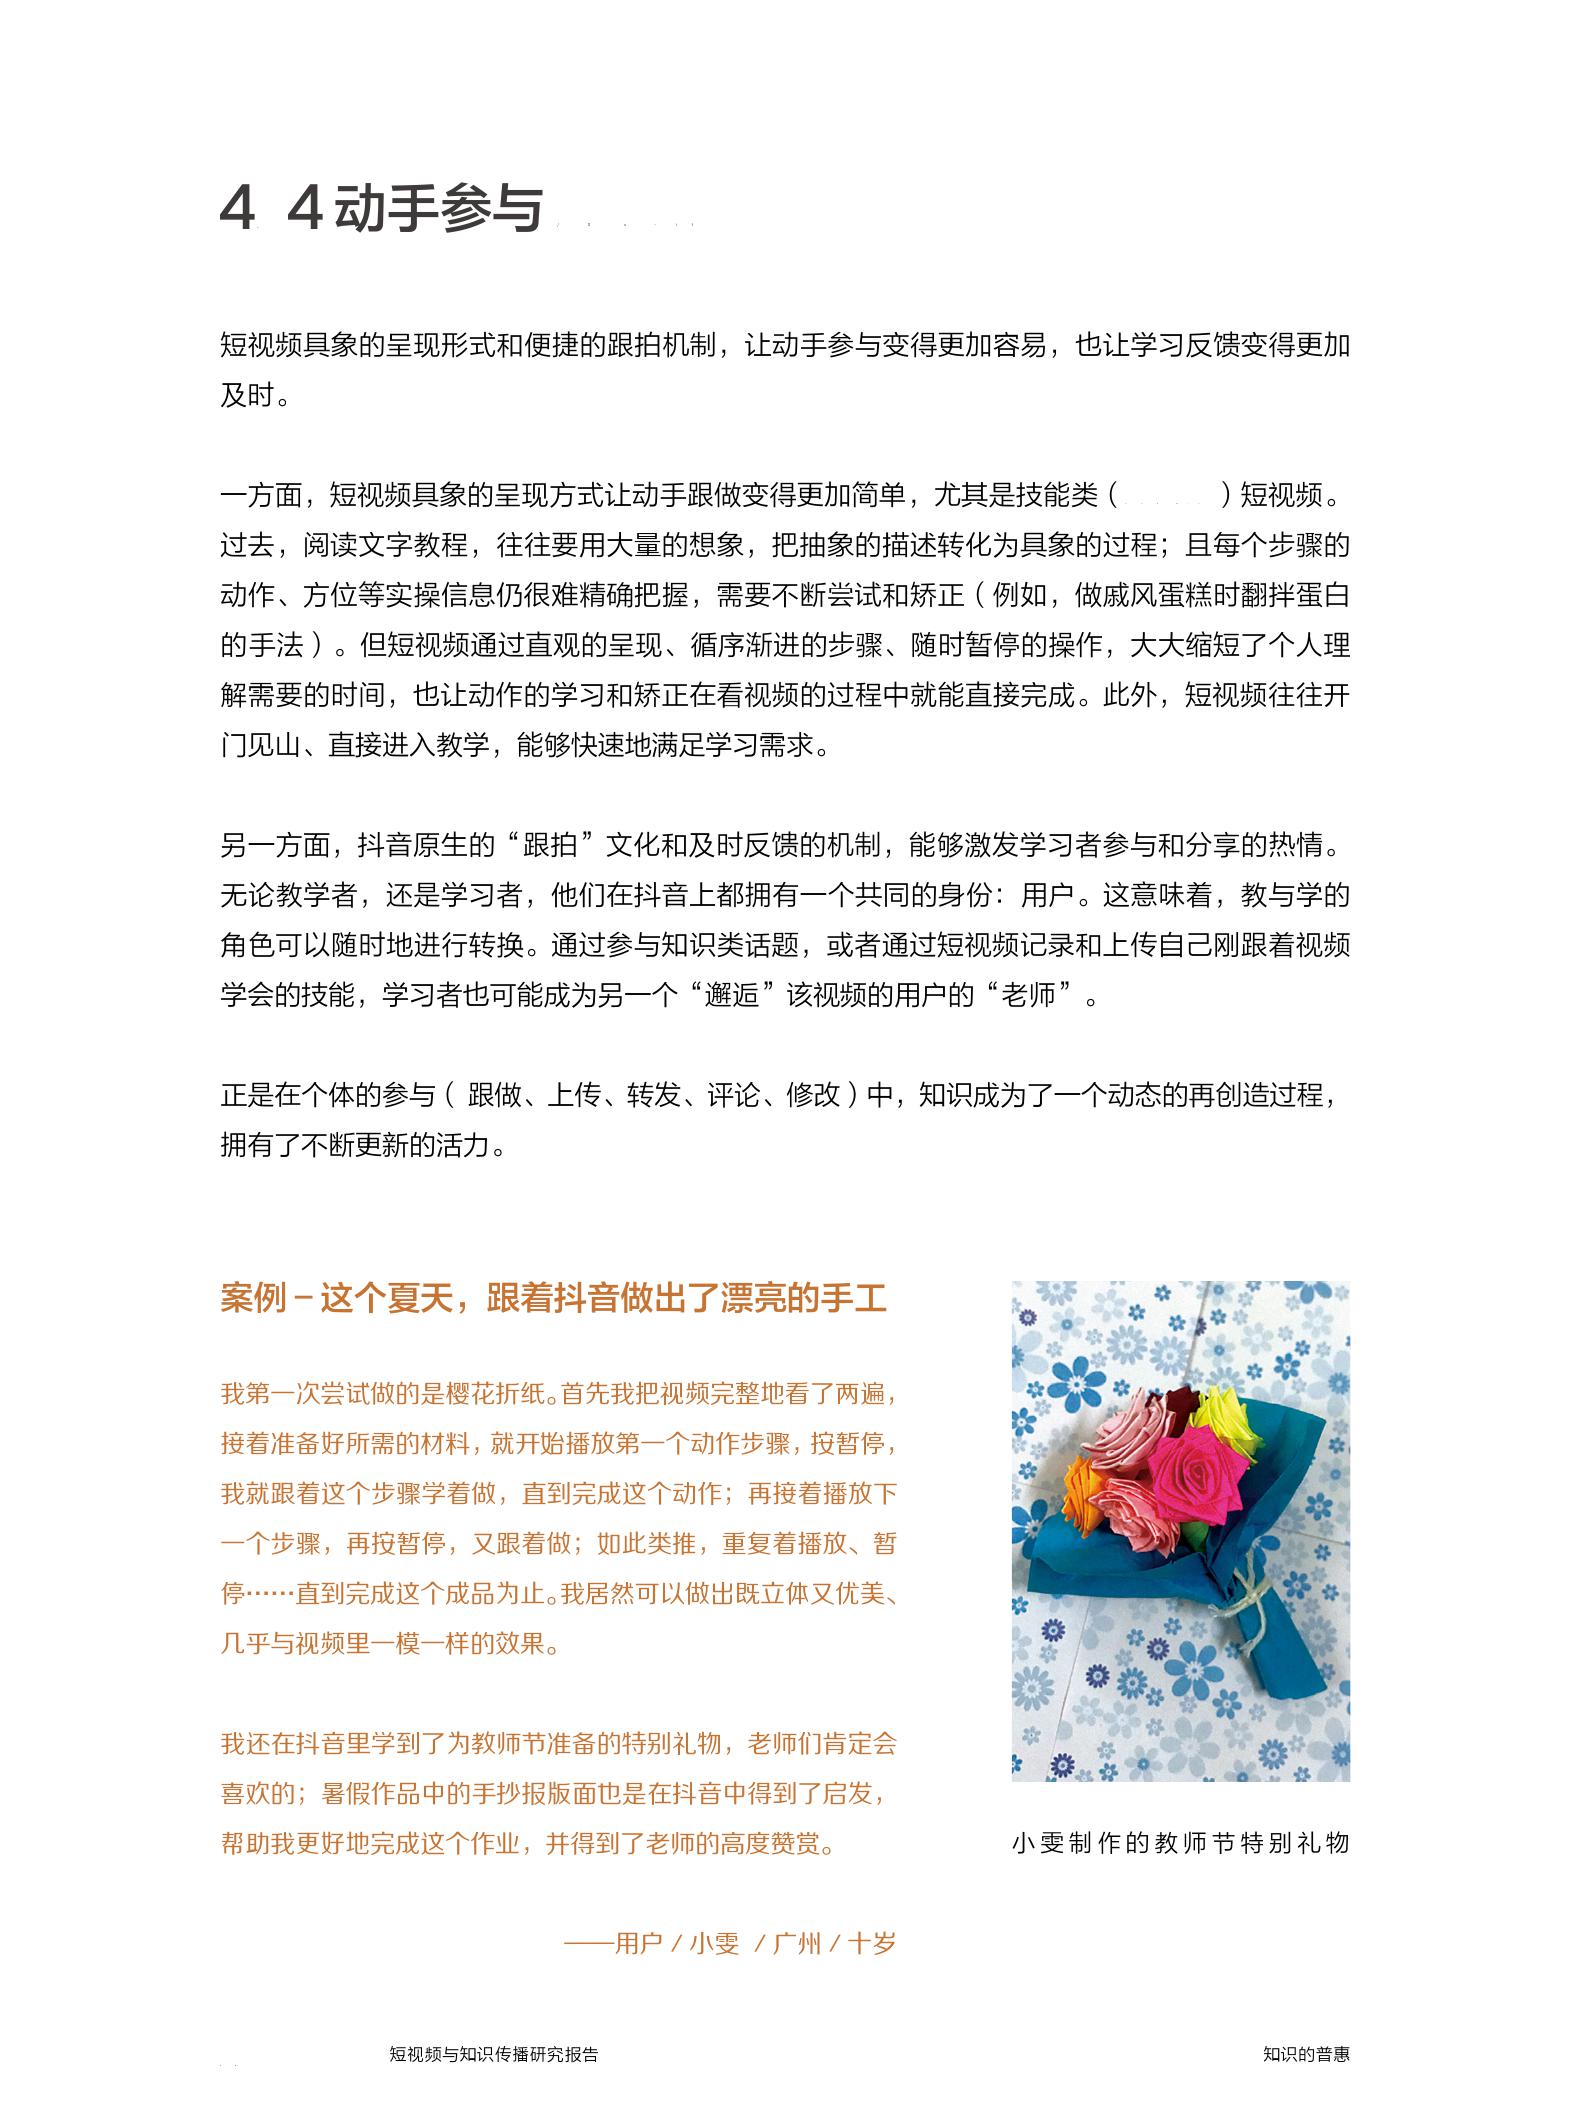 4 4动手参与
短视频具象的呈现形式和便捷的跟拍机制，让动手参与变得更加容易，也让学习反馈变得更加
及时。
一方面，短视频具象的呈现方式让动手跟做变得更加简单，尤其是技能类（ ）短视频。
过去，阅读文字教程，往往要用大量的想象，把抽象的描述转化为具象的过程；且每个步骤的
动作、方位等实操信息仍很难精确把握，需要不断尝试和矫正（例如，做戚风蛋糕时翻拌蛋白
的手法）。但短视频通过直观的呈现、循序渐进的步骤、随时暂停的操作，大大缩短了个人理
解需要的时间，也让动作的学习和矫正在看视频的过程中就能直接完成。此外，短视频往往开
门见山、直接进入教学，能够快速地满足学习需求。
另一方面，抖音原生的“跟拍”文化和及时反馈的机制，能够激发学习者参与和分享的热情。
无论教学者，还是学习者，他们在抖音上都拥有一个共同的身份：用户。这意味着，教与学的
角色可以随时地进行转换。通过参与知识类话题，或者通过短视频记录和上传自己刚跟着视频
学会的技能，学习者也可能成为另一个“邂逅”该视频的用户的“老师”。
正是在个体的参与（ 跟做、上传、转发、评论、修改）中，知识成为了一个动态的再创造过程，
拥有了不断更新的活力。
案例－这个夏天，跟着抖音做出了漂亮的手工
我第一次尝试做的是樱花折纸。首先我把视频完整地看了两遍，
接着准备好所需的材料，就开始播放第一个动作步骤，按暂停，
我就跟着这个步骤学着做，直到完成这个动作；再接着播放下
一个步骤，再按暂停，又跟着做；如此类推，重复着播放、暂
停……直到完成这个成品为止。我居然可以做出既立体又优美、
几乎与视频里一模一样的效果。
我还在抖音里学到了为教师节准备的特别礼物，老师们肯定会
喜欢的；暑假作品中的手抄报版面也是在抖音中得到了启发，
帮助我更好地完成这个作业，并得到了老师的高度赞赏。
——用户 / 小雯 / 广州 / 十岁
小雯制作的教师节特别礼物
短视频与知识传播研究报告
知识的普惠